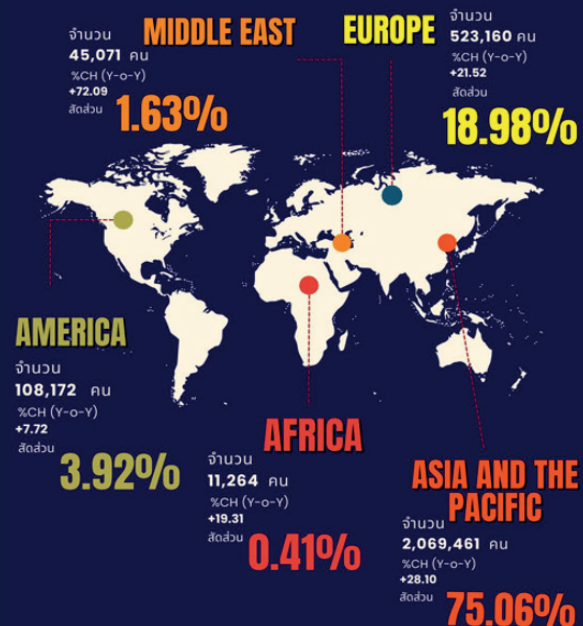 MIDDLE EAST
จำนวน
45,071 คน
%CH (Y-o-Y)
+72.09
สัดส่วน
1.63%
EUROPE
จำนวน
523,160 คน
%CH (Y-o-Y)
+21.52
สัดส่วน
18.98%
AMERICA
จำนวน
108,172 คน
%CH (Y-o-Y)
+7.72
สัดส่วน
3.92%
AFRICA
จำนวน
11,264 คน
%CH (Y-o-Y)
+19.31
สัดส่วน
0.41%
ASIA AND THE
PACIFIC
จำนวน
2,069,461 คน
%CH (Y-o-Y)
+28.10
สัดส่วน
75.06%